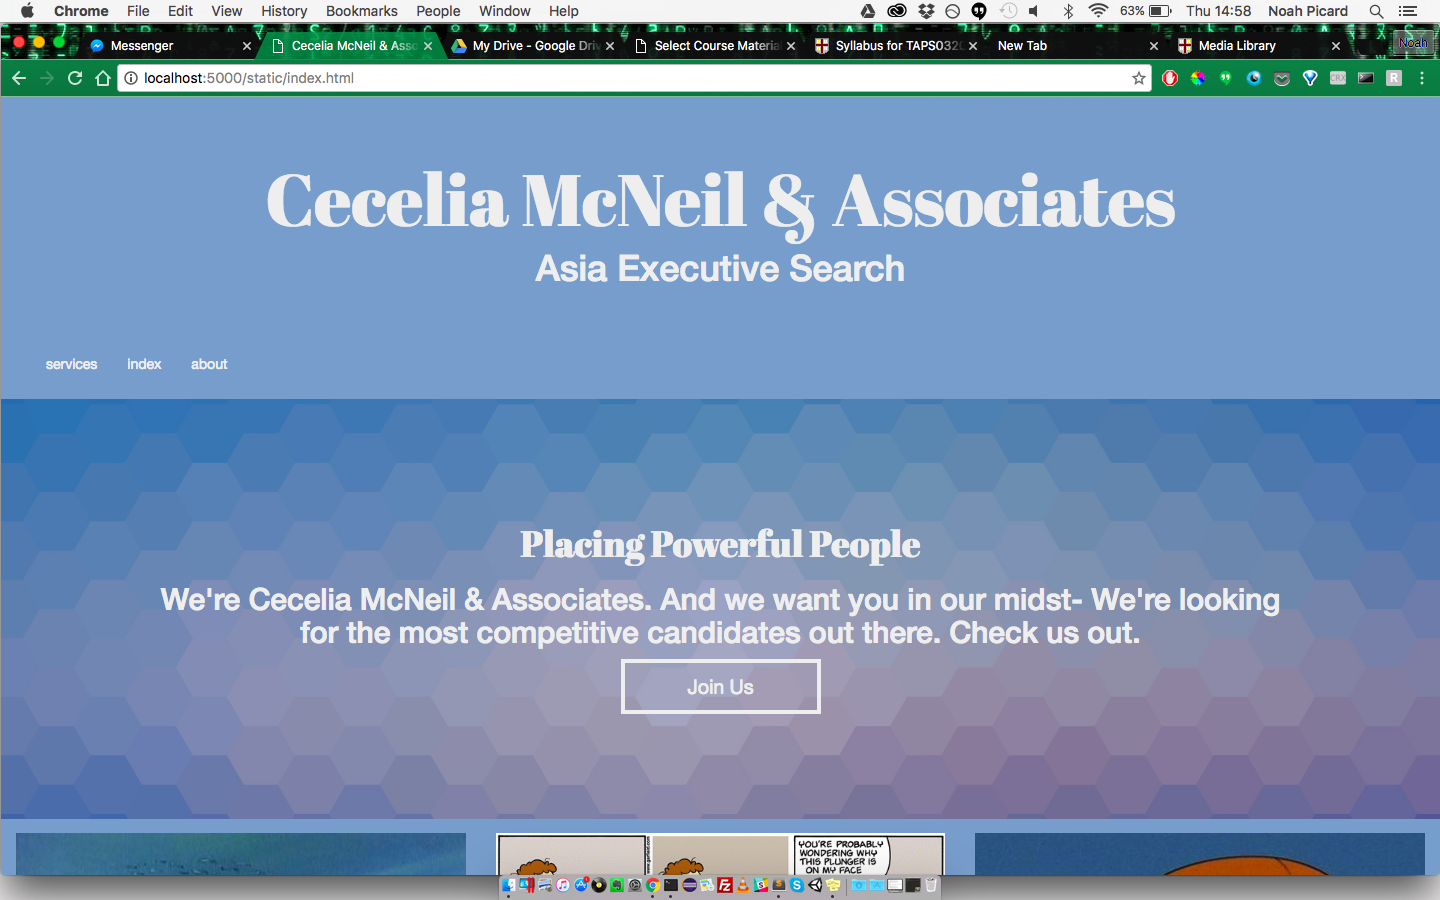 Chrome File Edit View History Bookmarks People Window Help 63% Thu 14:58 Noah Picard
Messenger Cecelia McNeil & Asso My Drive - Google Driv Select Course Materia Syllabus for TAPS032 New Tab Media Library Noah
localhost:5000/static/index.html CRX R
Cecelia McNeil & Associates
Asia Executive Search
services index about
Placing Powerful People
We're Cecelia McNeil & Associates. And we want you in our midst- We're looking
for the most competitive candidates out there. Check us out.
Join Us
YOU'RE PROBABLY
WONDERING WHY
THIS PLUNGER IS
ON MY FACE